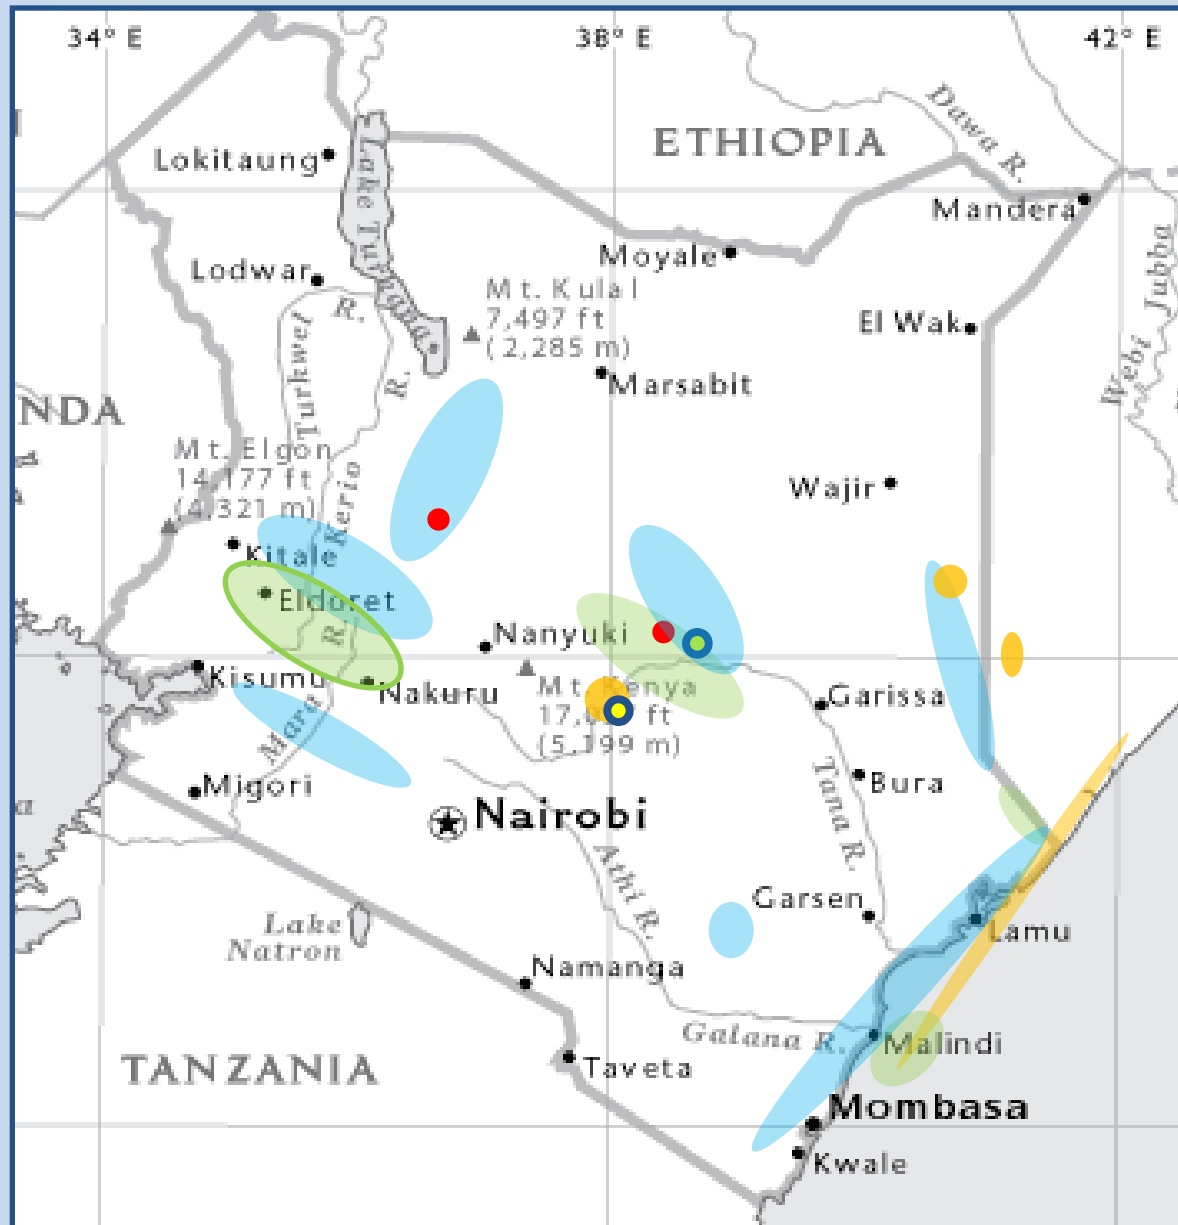 34° E
38° E
42° E
Dawa R.
ETHIOPIA
Lokitaung
Lake Turkana
Mandera
Moyale
Webi Jubba
Lodwar
Mt. Kulal
7,497 ft
(2,285 m)
R.
El Wak
Turkwel
R.
Marsabit
NDA
Mt. Elgon
14,177 ft
(4,321 m)
Kerio
Wajir
Kitale
Eldoret
R.
Nanyuki
Kisumu
Nakuru
Mt. Kenya
ft
(5,199 m)
Garissa
Mara
Migori
Bura
Tana R.
Nairobi
Athi R.
Garsen
Lake
Natron
Lamu
Namanga
Galana R.
Malindi
TANZANIA
Taveta
Mombasa
Kwale